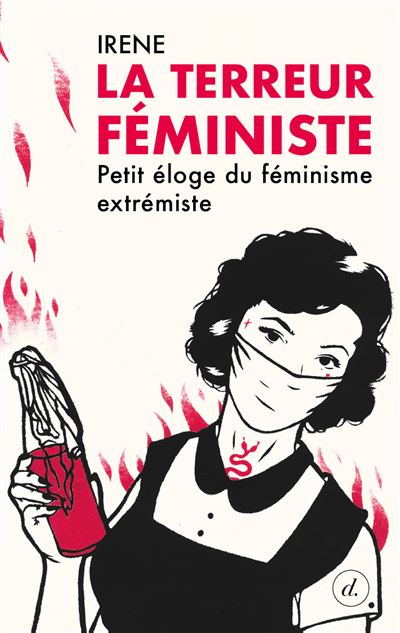 IRENE
LA TERREUR
FÉMINISTE
Petit éloge du féminisme
extrémiste
d.